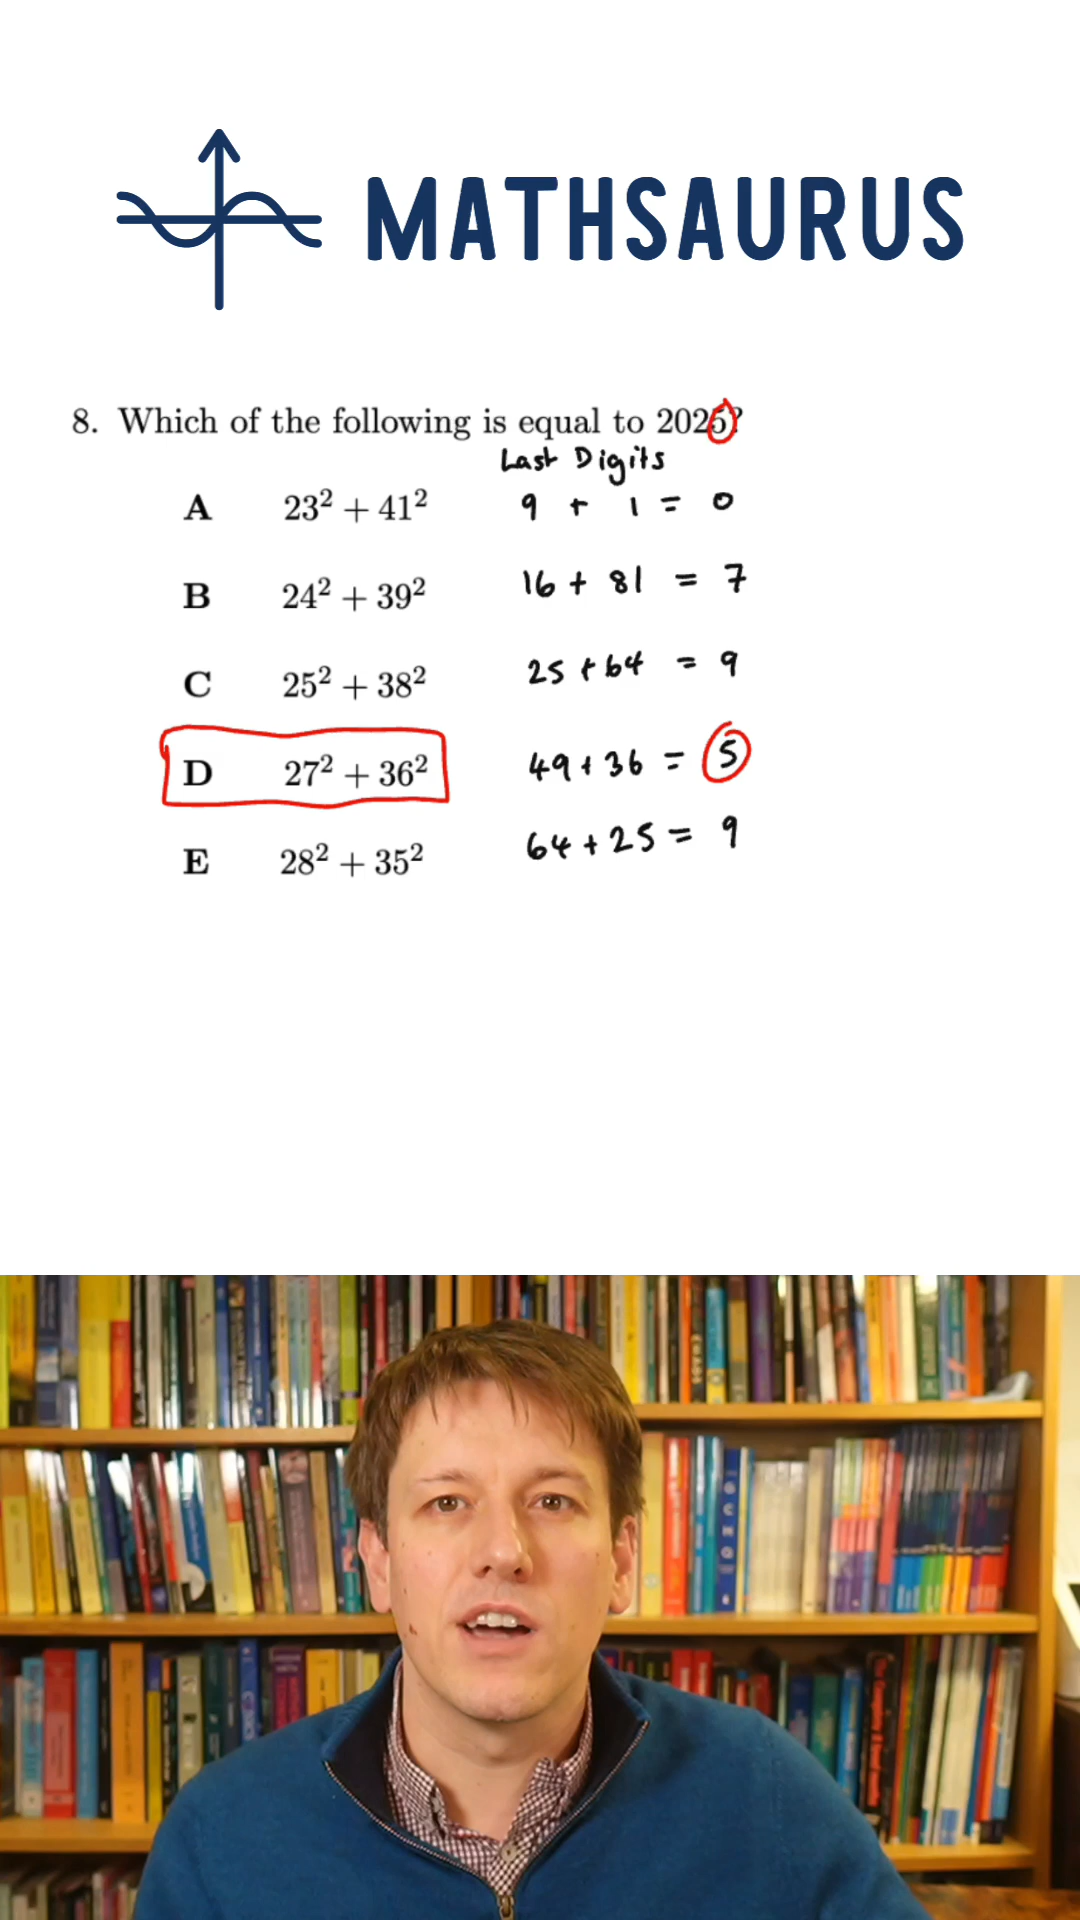 MATHSAURUS
8. Which of the following is equal to 2025?
Last Digits
A 23² + 41² 9 + 1 = 0
B 24² + 39² 16 + 81 = 7
C 25² + 38² 25 + 64 = 9
D 27² + 36² 49 + 36 = 5
E 28² + 35² 64 + 25 = 9